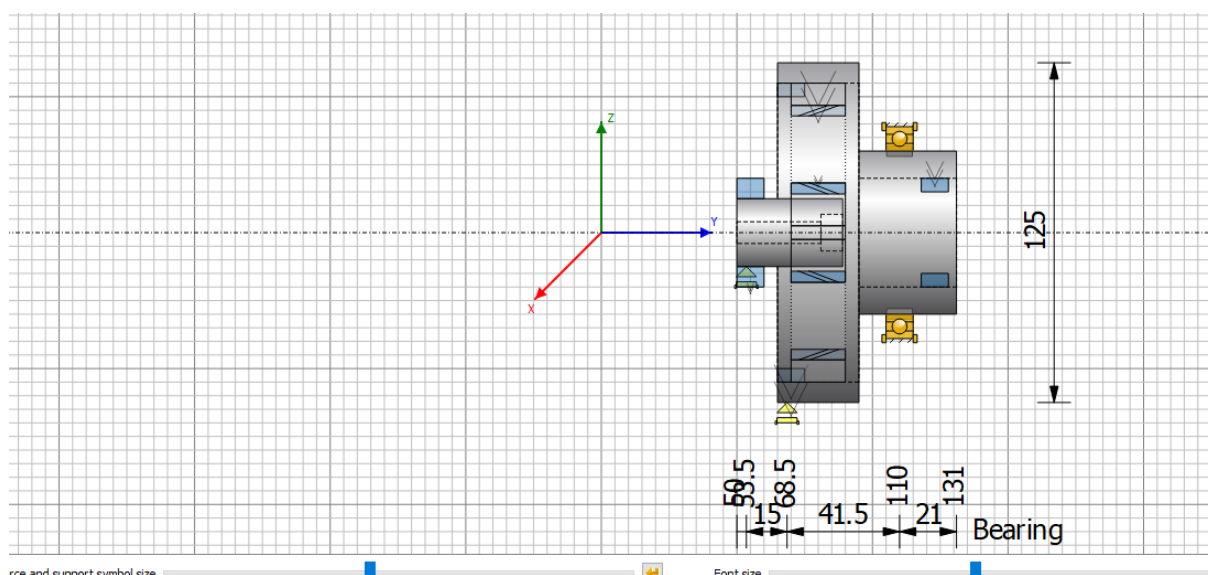 Z
Y
X
125
50
53.5
68.5
110
131
15
41.5
21
Bearing
rce and support symbol size
Font size